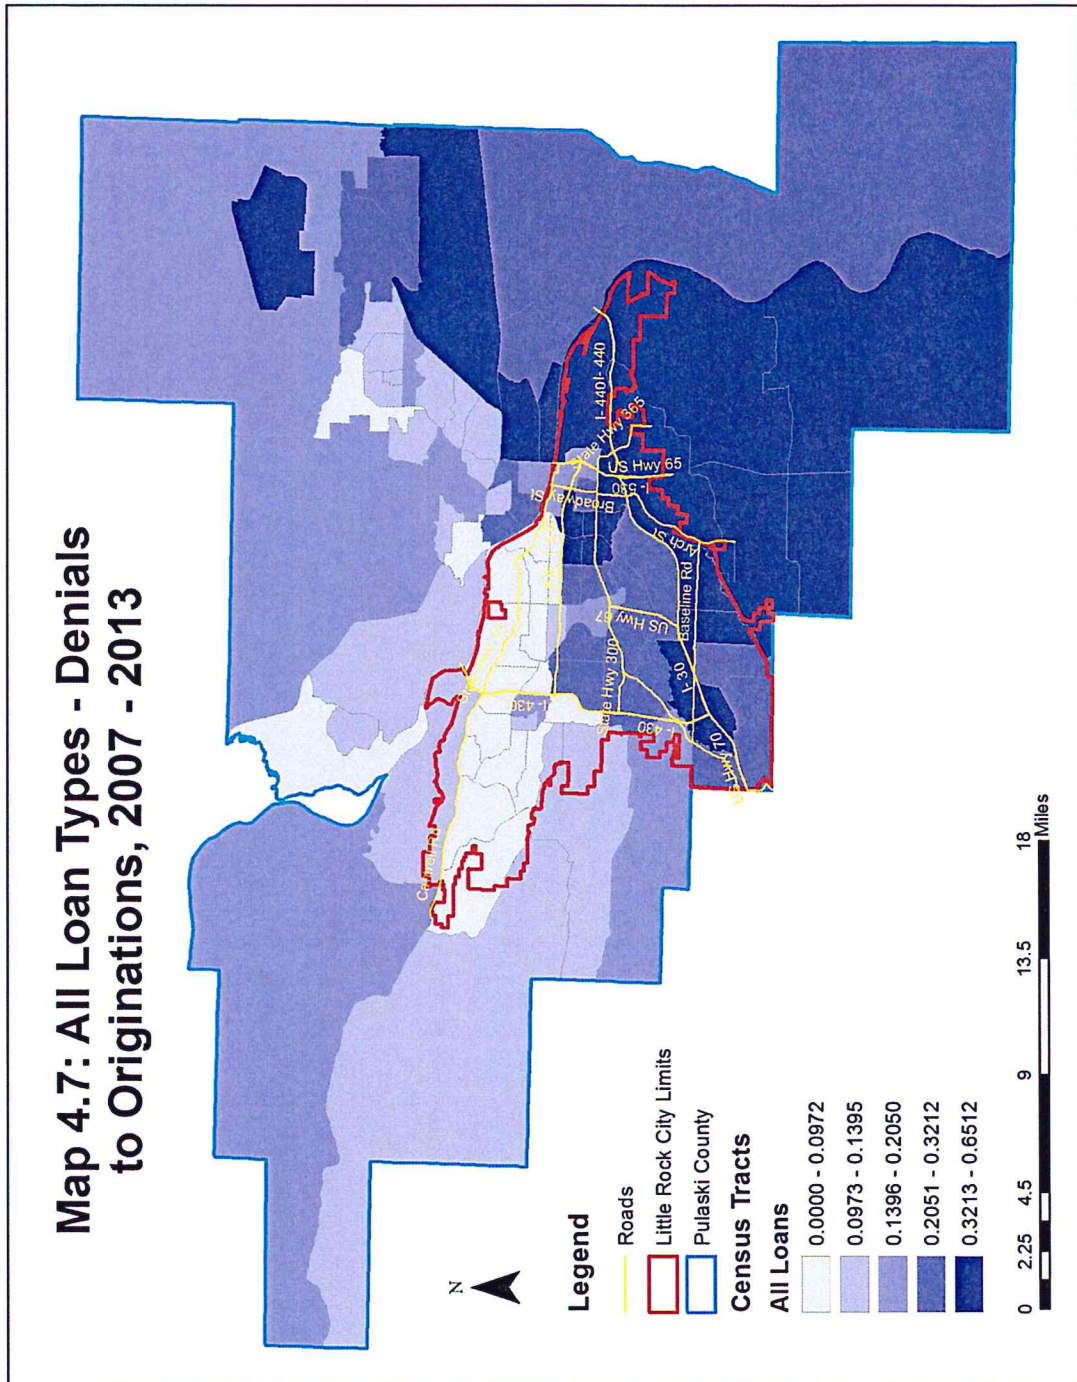 Map 4.7: All Loan Types - Denials
to Originations, 2007 - 2013
N
Legend
Roads
Little Rock City Limits
Pulaski County
Census Tracts
All Loans
0.0000 - 0.0972
0.0973 - 0.1395
0.1396 - 0.2050
0.2051 - 0.3212
0.3213 - 0.6512
0 2.25 4.5 9 13.5 18
Miles
Cantrell Rd
I- 430
State Hwy 300
I- 430
US Hwy 70
I- 30
US Hwy 67
Baseline Rd
Arch St
Broadway St
I- 530
US Hwy 65
State Hwy 365
I- 440
I- 440